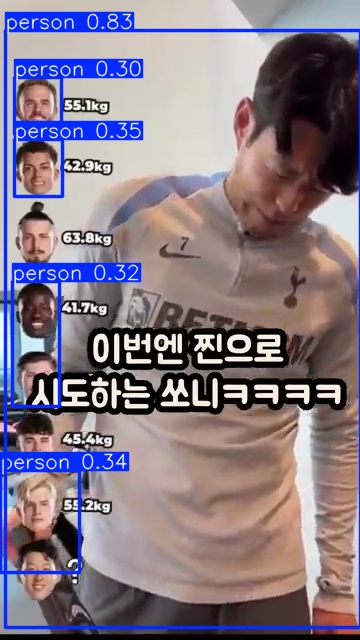 person 0.83
person 0.30
55.1kg
person 0.35
42.9kg
63.8kg
person 0.32
41.7kg
7
BET
이번엔 찐으로
시도하는 쏘니ㅋㅋㅋㅋ
45.4kg
person 0.34
55.2kg
?